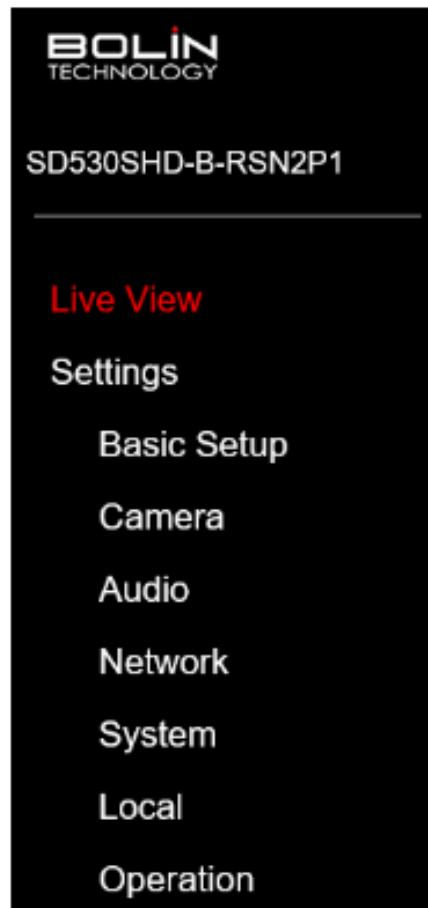 BOLIN
TECHNOLOGY
SD530SHD-B-RSN2P1
Live View
Settings
Basic Setup
Camera
Audio
Network
System
Local
Operation